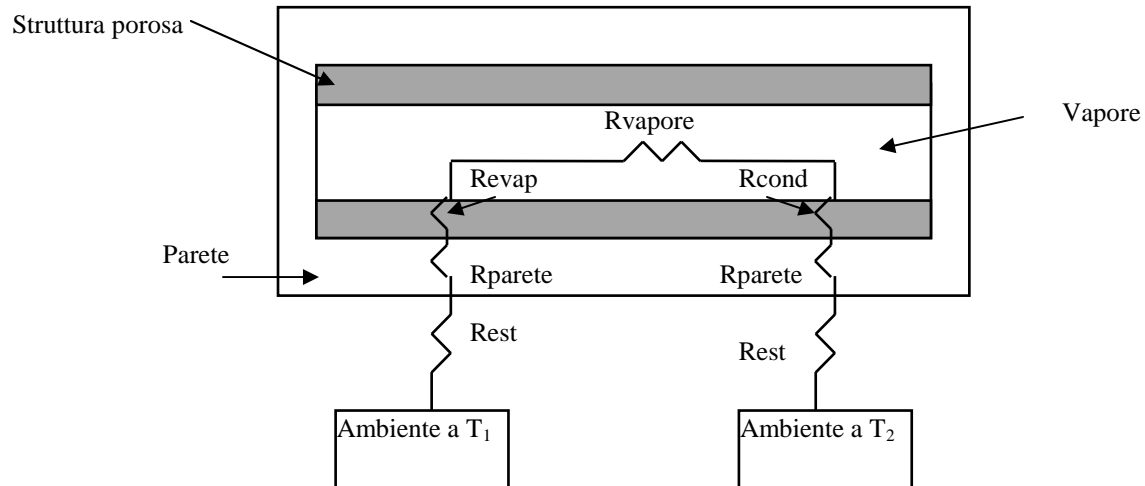 Struttura porosa
Rvapore
Vapore
Revap
Rcond
Parete
Rparete
Rparete
Rest
Rest
Ambiente a T₁
Ambiente a T₂